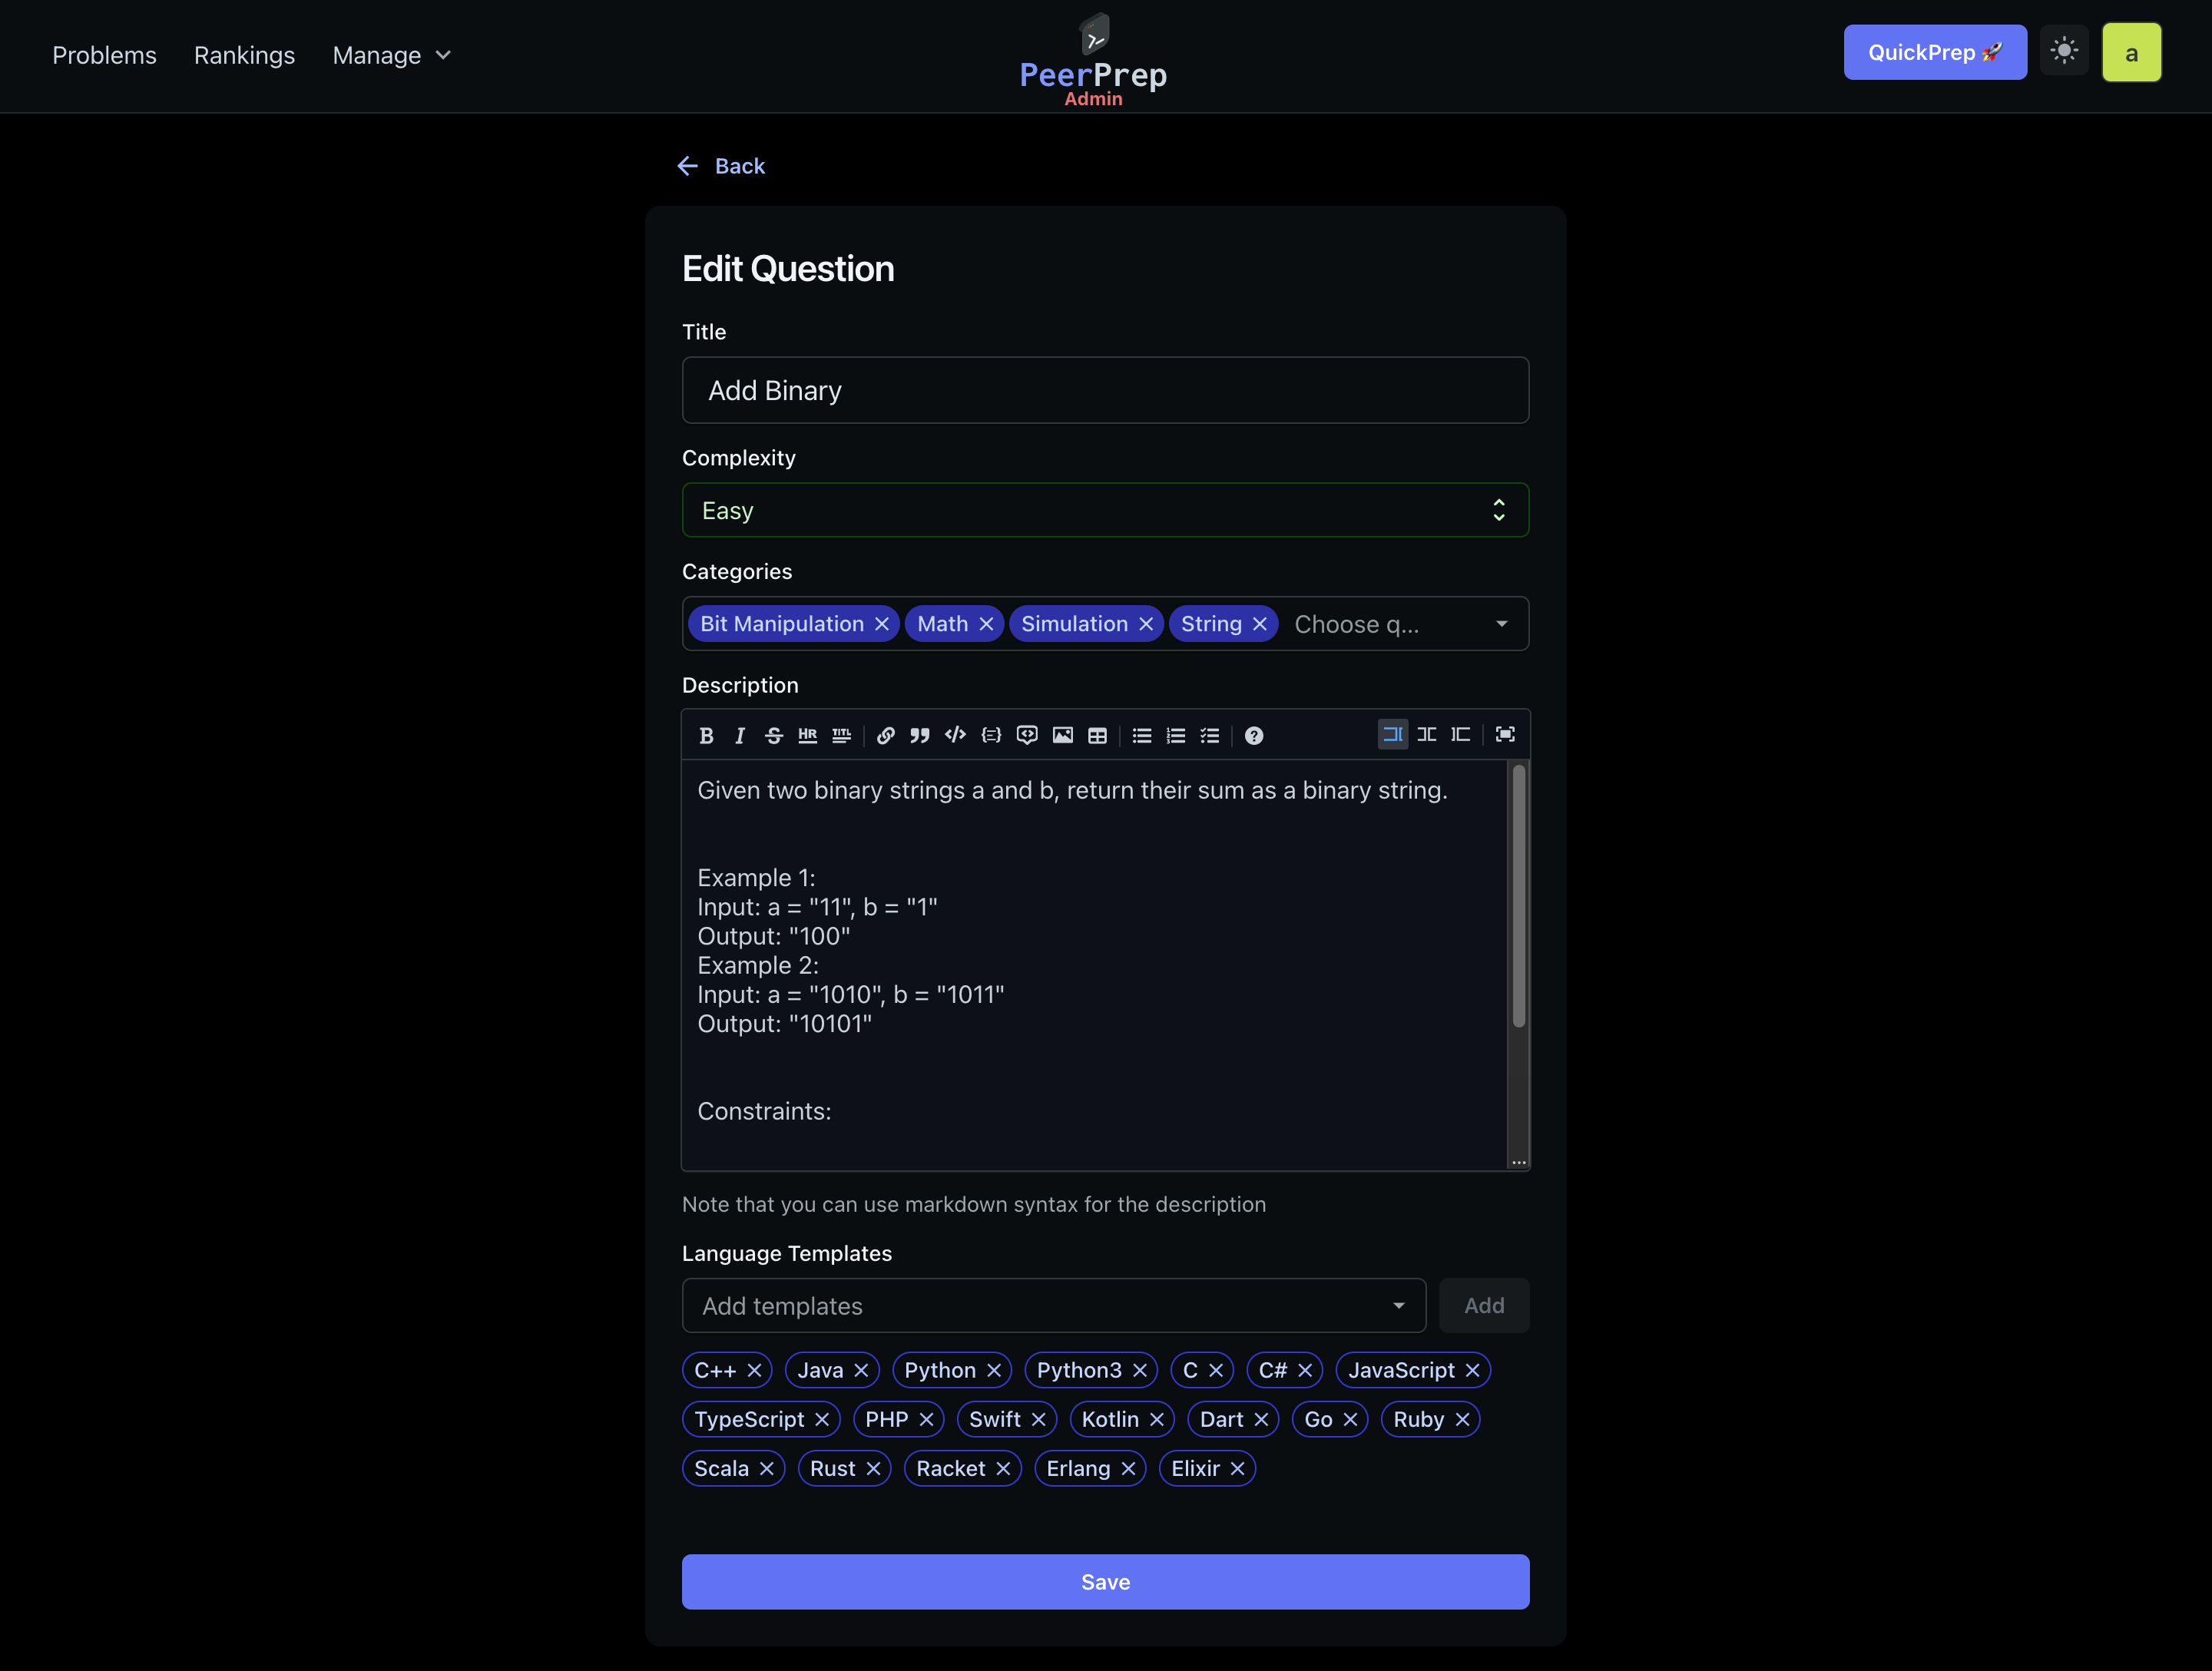 Problems Rankings Manage
PeerPrep
Admin
QuickPrep 🚀
a
Back
Edit Question
Title
Add Binary
Complexity
Easy
Categories
Bit Manipulation Math Simulation String Choose q...
Description
B I S HR TITL
Given two binary strings a and b, return their sum as a binary string.
Example 1:
Input: a = "11", b = "1"
Output: "100"
Example 2:
Input: a = "1010", b = "1011"
Output: "10101"
Constraints:
Note that you can use markdown syntax for the description
Language Templates
Add templates Add
C++ Java Python Python3 C C# JavaScript
TypeScript PHP Swift Kotlin Dart Go Ruby
Scala Rust Racket Erlang Elixir
Save